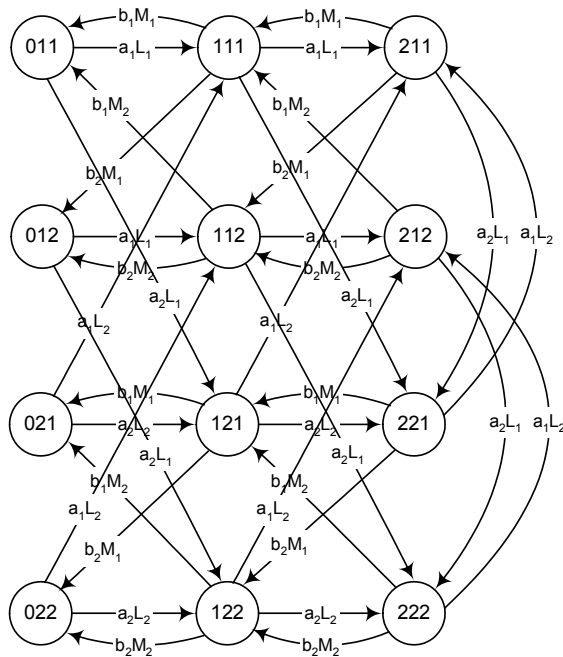 b₁M₁ b₁M₁
011 a₁L₁ 111 a₁L₁ 211
b₁M₂ b₁M₂
b₂M₁ b₂M₁
a₂L₁ a₁L₂
012 a₁L₁ 112 a₁L₁ 212
b₂M₂ b₂M₂
a₂L₁ a₂L₁
a₁L₂ a₁L₂
b₁M₁ b₁M₁
021 a₂L₂ 121 a₂L₂ 221
a₂L₁ a₁L₂
a₂L₁ a₂L₁
b₁M₂ b₁M₂
a₁L₂ a₁L₂
b₂M₁ b₂M₁
022 a₂L₂ 122 a₂L₂ 222
b₂M₂ b₂M₂